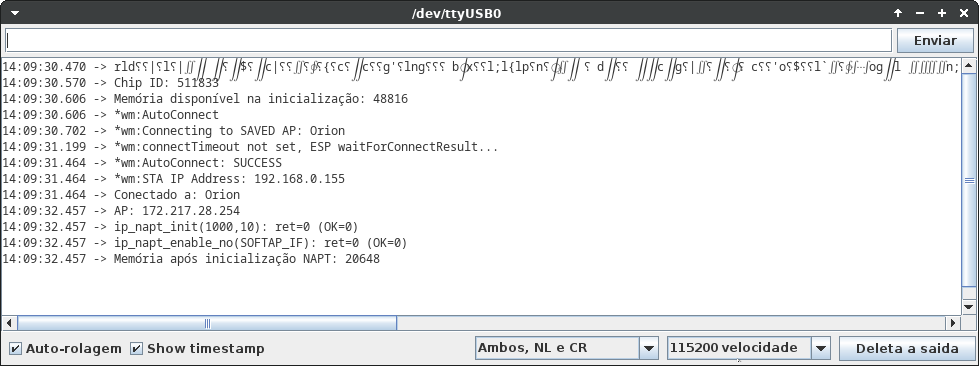 /dev/ttyUSB0
Enviar
14:09:30.470 ->
14:09:30.570 -> Chip ID: 511833
14:09:30.606 -> Memória disponível na inicialização: 48816
14:09:30.606 -> *wm:AutoConnect
14:09:30.702 -> *wm:Connecting to SAVED AP: Orion
14:09:31.199 -> *wm:connectTimeout not set, ESP waitForConnectResult...
14:09:31.464 -> *wm:AutoConnect: SUCCESS
14:09:31.464 -> *wm:STA IP Address: 192.168.0.155
14:09:31.464 -> Conectado a: Orion
14:09:32.457 -> AP: 172.217.28.254
14:09:32.457 -> ip_napt_init(1000,10): ret=0 (OK=0)
14:09:32.457 -> ip_napt_enable_no(SOFTAP_IF): ret=0 (OK=0)
14:09:32.457 -> Memória após inicialização NAPT: 20648
Auto-rolagem Show timestamp Ambos, NL e CR 115200 velocidade Deleta a saida